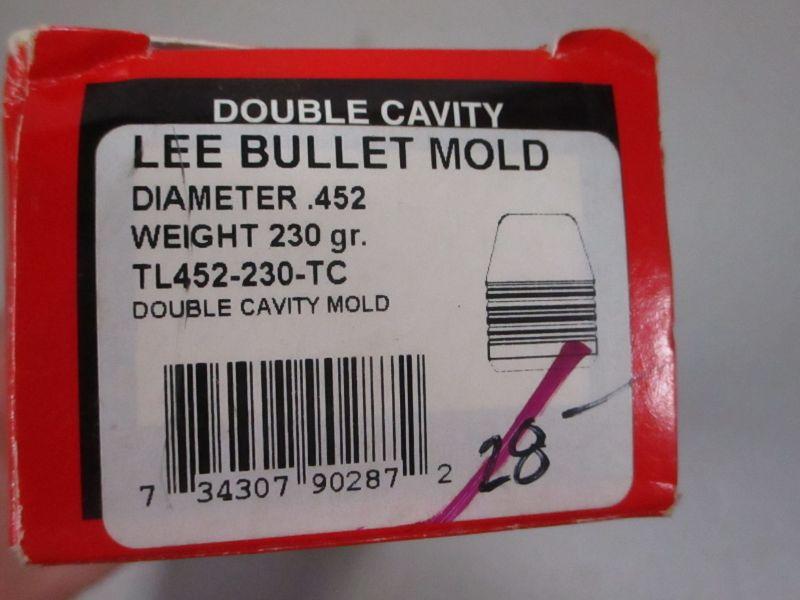 DOUBLE CAVITY
LEE BULLET MOLD
DIAMETER .452
WEIGHT 230 gr.
TL452-230-TC
DOUBLE CAVITY MOLD
7 34307 90287 2
28-